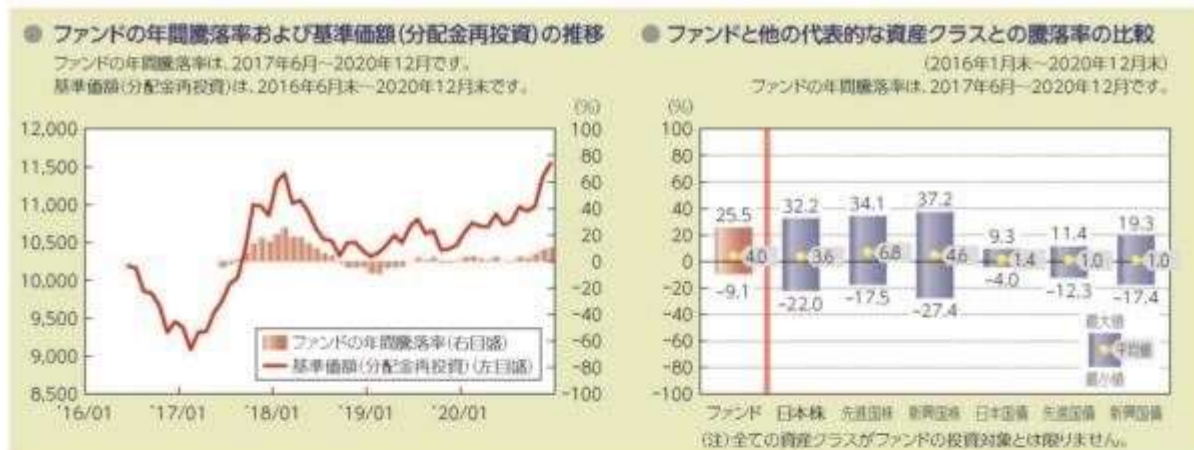 ● ファンドの年間騰落率および基準価額(分配金再投資)の推移
ファンドの年間騰落率は、2017年6月～2020年12月です。
基準価額(分配金再投資)は、2016年6月末～2020年12月末です。
(%)
12,000
11,500
11,000
10,500
10,000
9,500
9,000
8,500
100
80
60
40
20
0
-20
-40
-60
-80
-100
ファンドの年間騰落率(右目盛)
基準価額(分配金再投資)(左目盛)
'16/01 '17/01 '18/01 '19/01 '20/01
● ファンドと他の代表的な資産クラスとの騰落率の比較
(2016年1月末～2020年12月末)
ファンドの年間騰落率は、2017年6月～2020年12月です。
(%)
100
80
60
40
20
0
-20
-40
-60
-80
-100
25.5 32.2 34.1 37.2 9.3 11.4 19.3
4.0 3.6 6.8 4.6 1.4 1.0 1.0
-9.1 -22.0 -17.5 -27.4 -4.0 -12.3 -17.4
最大値
平均値
最小値
ファンド 日本株 先進国株 新興国株 日本国債 先進国債 新興国債
(注)全ての資産クラスがファンドの投資対象とは限りません。